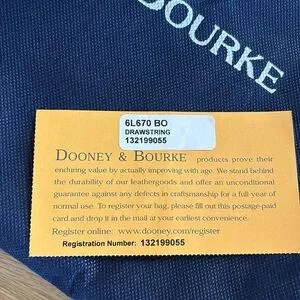 BOURKE
6L670 BO
DRAWSTRING
132199055
DOONEY & BOURKE products prove their
enduring value by actually improving with age. We stand behind
the durability of our leathergoods and offer an unconditional
guarantee against any defects in craftsmanship for a full year of
normal use. To register your bag, please fill out this postage-paid
card and drop it in the mail at your earliest convenience.
Register online: www.dooney.com/register
Registration Number: 132199055